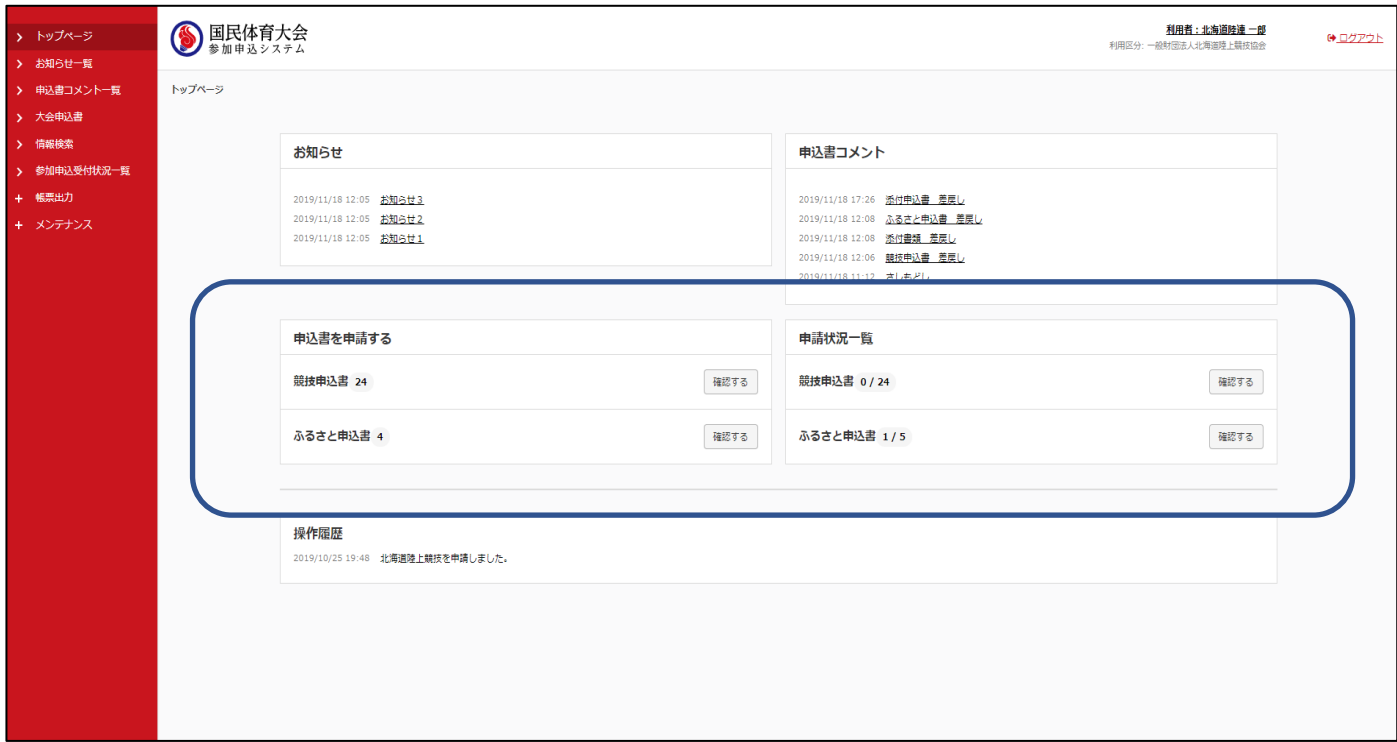 トップページ
お知らせ一覧
申込書コメント一覧
大会申込書
情報検索
参加申込受付状況一覧
帳票出力
メンテナンス
国民体育大会
参加申込システム
利用者：北海道陸連 一郎
利用区分: 一般財団法人北海道陸上競技協会
ログアウト
トップページ
お知らせ
2019/11/18 12:05 お知らせ３
2019/11/18 12:05 お知らせ２
2019/11/18 12:05 お知らせ１
申込書コメント
2019/11/18 17:26 添付申込書　差戻し
2019/11/18 12:08 ふるさと申込書　差戻し
2019/11/18 12:08 添付書類　差戻し
2019/11/18 12:06 競技申込書　差戻し
2019/11/18 11:12 さしもどし
申込書を申請する
競技申込書 24 確認する
ふるさと申込書 4 確認する
申請状況一覧
競技申込書 0 / 24 確認する
ふるさと申込書 1 / 5 確認する
操作履歴
2019/10/25 19:48 北海道陸上競技を申請しました。